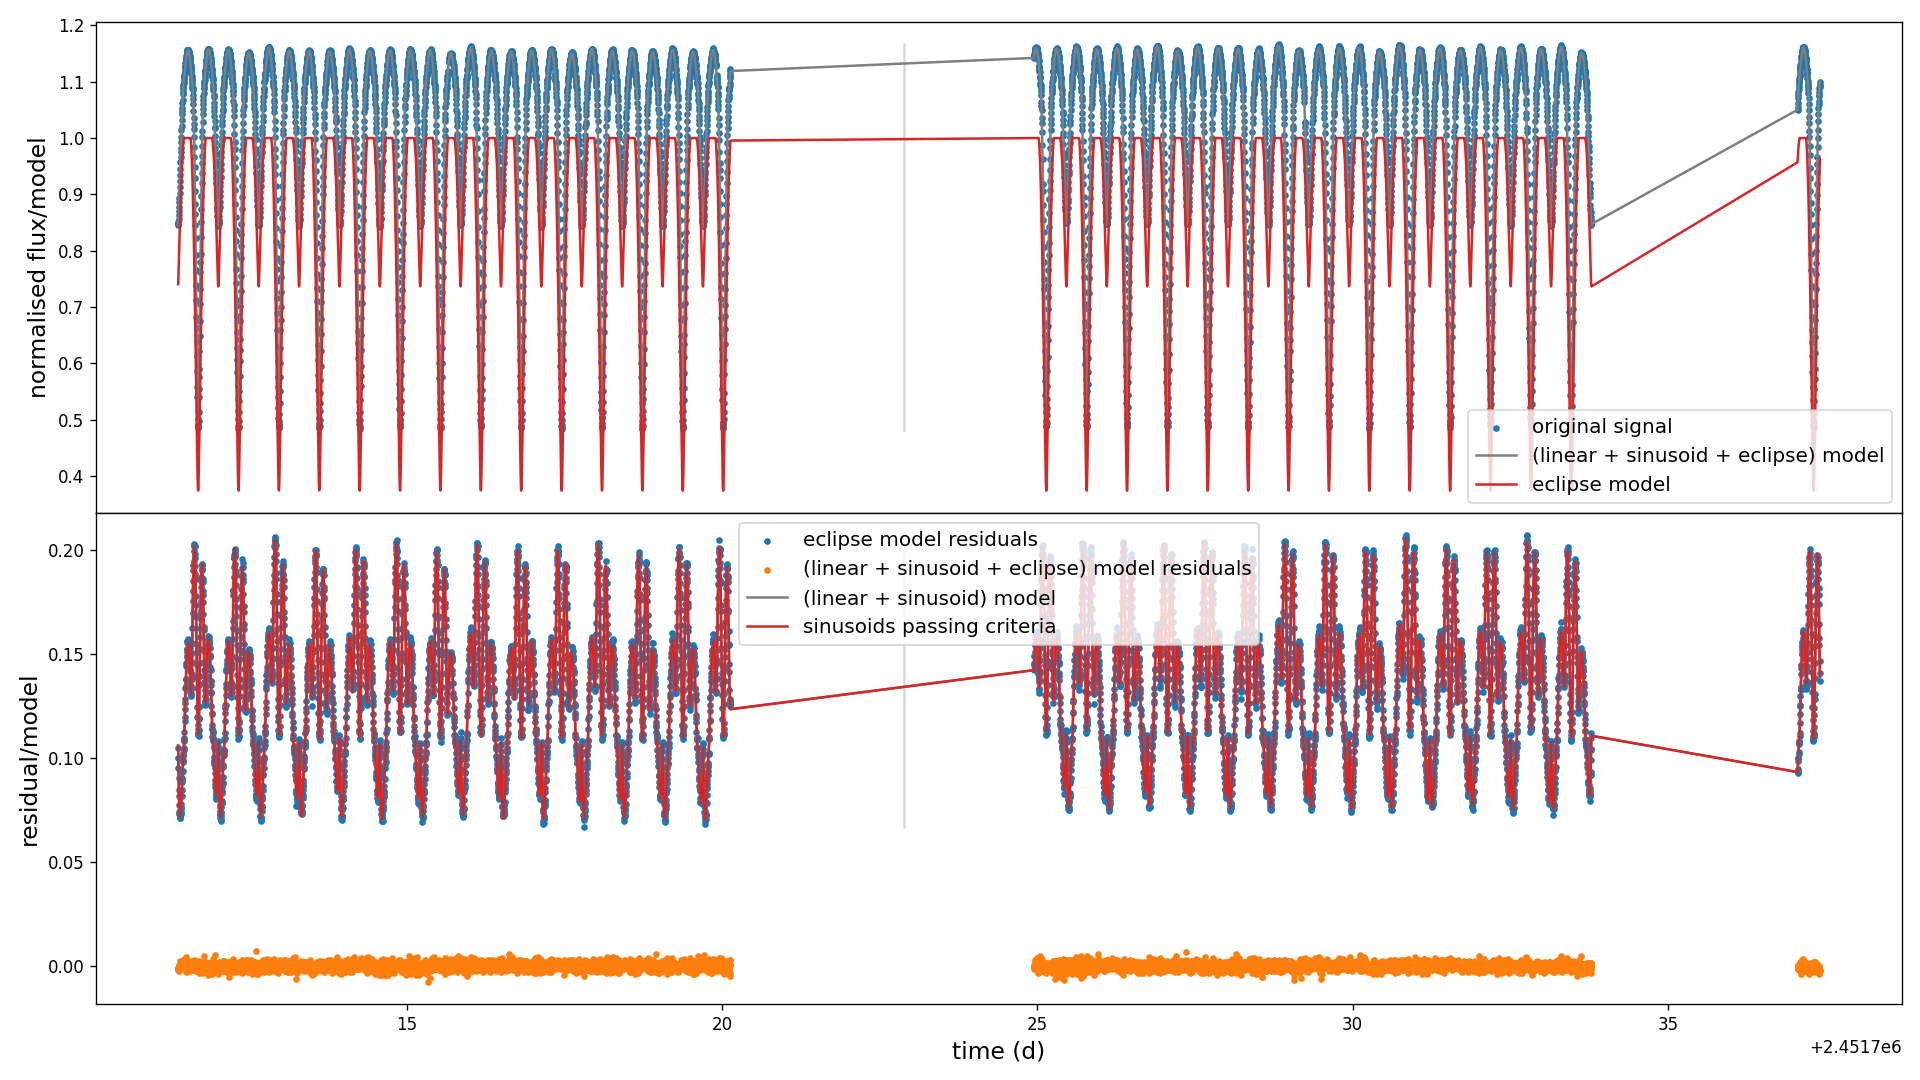 1.2
1.1
1.0
0.9
0.8
0.7
0.6
0.5
0.4
normalised flux/model
original signal
(linear + sinusoid + eclipse) model
eclipse model
0.20
0.15
0.10
0.05
0.00
residual/model
eclipse model residuals
(linear + sinusoid + eclipse) model residuals
(linear + sinusoid) model
sinusoids passing criteria
15
20
25
30
35
time (d)
+2.4517e6